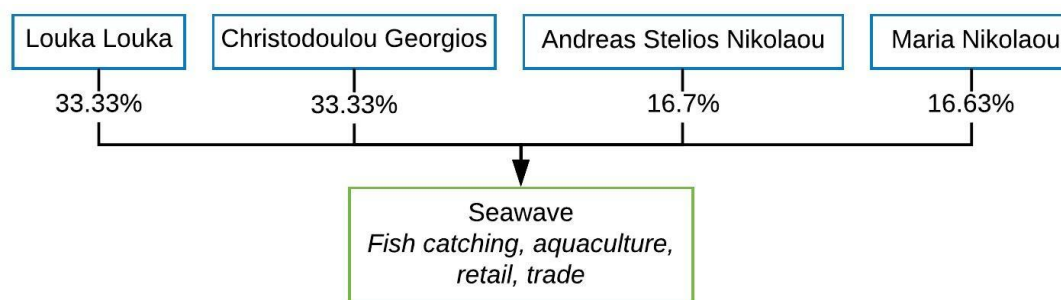 Louka Louka
Christodoulou Georgios
Andreas Stelios Nikolaou
Maria Nikolaou
33.33%
33.33%
16.7%
16.63%
Seawave
Fish catching, aquaculture,
retail, trade